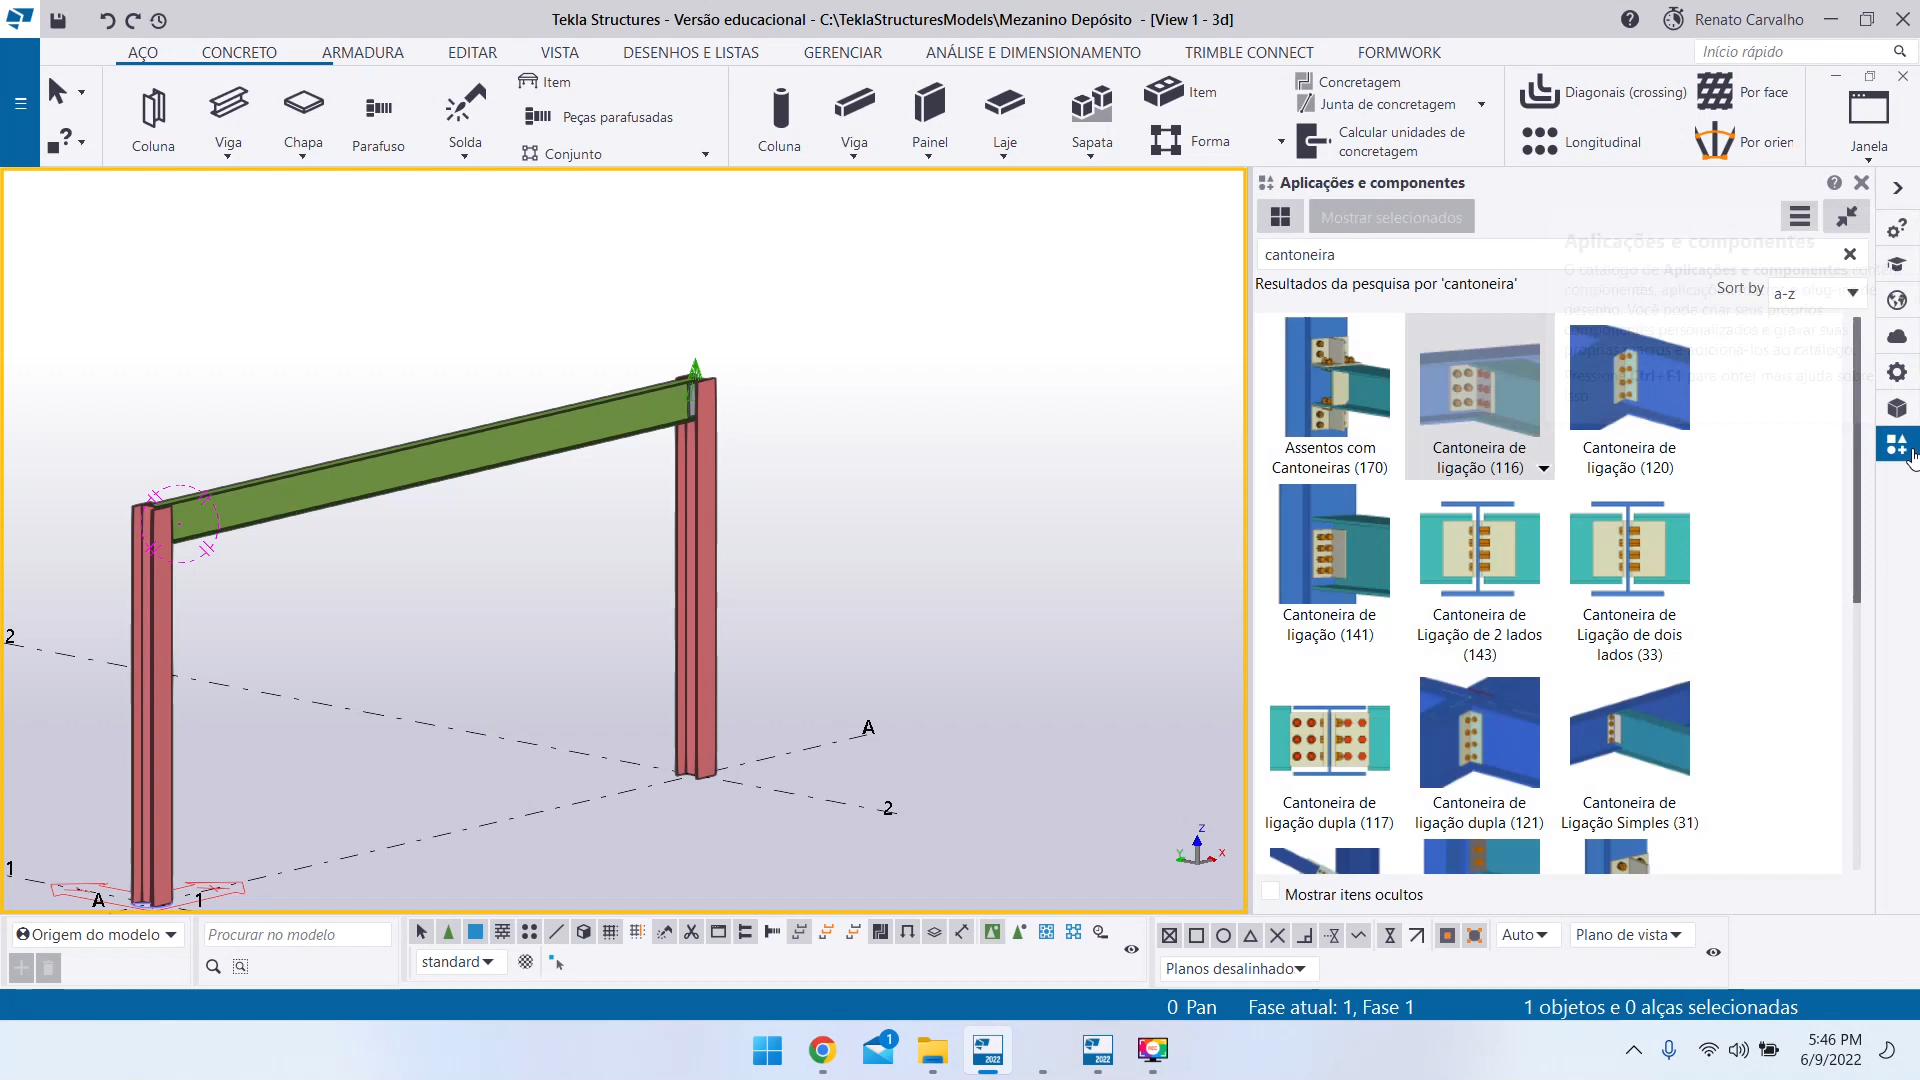 Tekla Structures - Versão educacional - C:\TeklaStructuresModels\Mezanino Depósito - [View 1 - 3d]
Renato Carvalho
AÇO CONCRETO ARMADURA EDITAR VISTA DESENHOS E LISTAS GERENCIAR ANÁLISE E DIMENSIONAMENTO TRIMBLE CONNECT FORMWORK
Início rápido
Coluna Viga Chapa Parafuso Solda
Item
Peças parafusadas
Conjunto
Coluna Viga Painel Laje Sapata
Item
Forma
Concretagem
Junta de concretagem
Calcular unidades de
concretagem
Diagonais (crossing) Por face
Longitudinal Por orien
Janela
Aplicações e componentes
Mostrar selecionados
cantoneira
Resultados da pesquisa por 'cantoneira'
Sort by a-z
Aplicações e componentes
Assentos com
Cantoneiras (170)
Cantoneira de
ligação (116)
Cantoneira de
ligação (120)
Cantoneira de
ligação (141)
Cantoneira de
Ligação de 2 lados
(143)
Cantoneira de
Ligação de dois
lados (33)
Cantoneira de
ligação dupla (117)
Cantoneira de
ligação dupla (121)
Cantoneira de
Ligação Simples (31)
Mostrar itens ocultos
2
A
2
1
A
1
Z
Y
X
Origem do modelo
Procurar no modelo
standard
Auto
Plano de vista
Planos desalinhado
0 Pan Fase atual: 1, Fase 1 1 objetos e 0 alças selecionadas
1
2022
2022
5:46 PM
6/9/2022